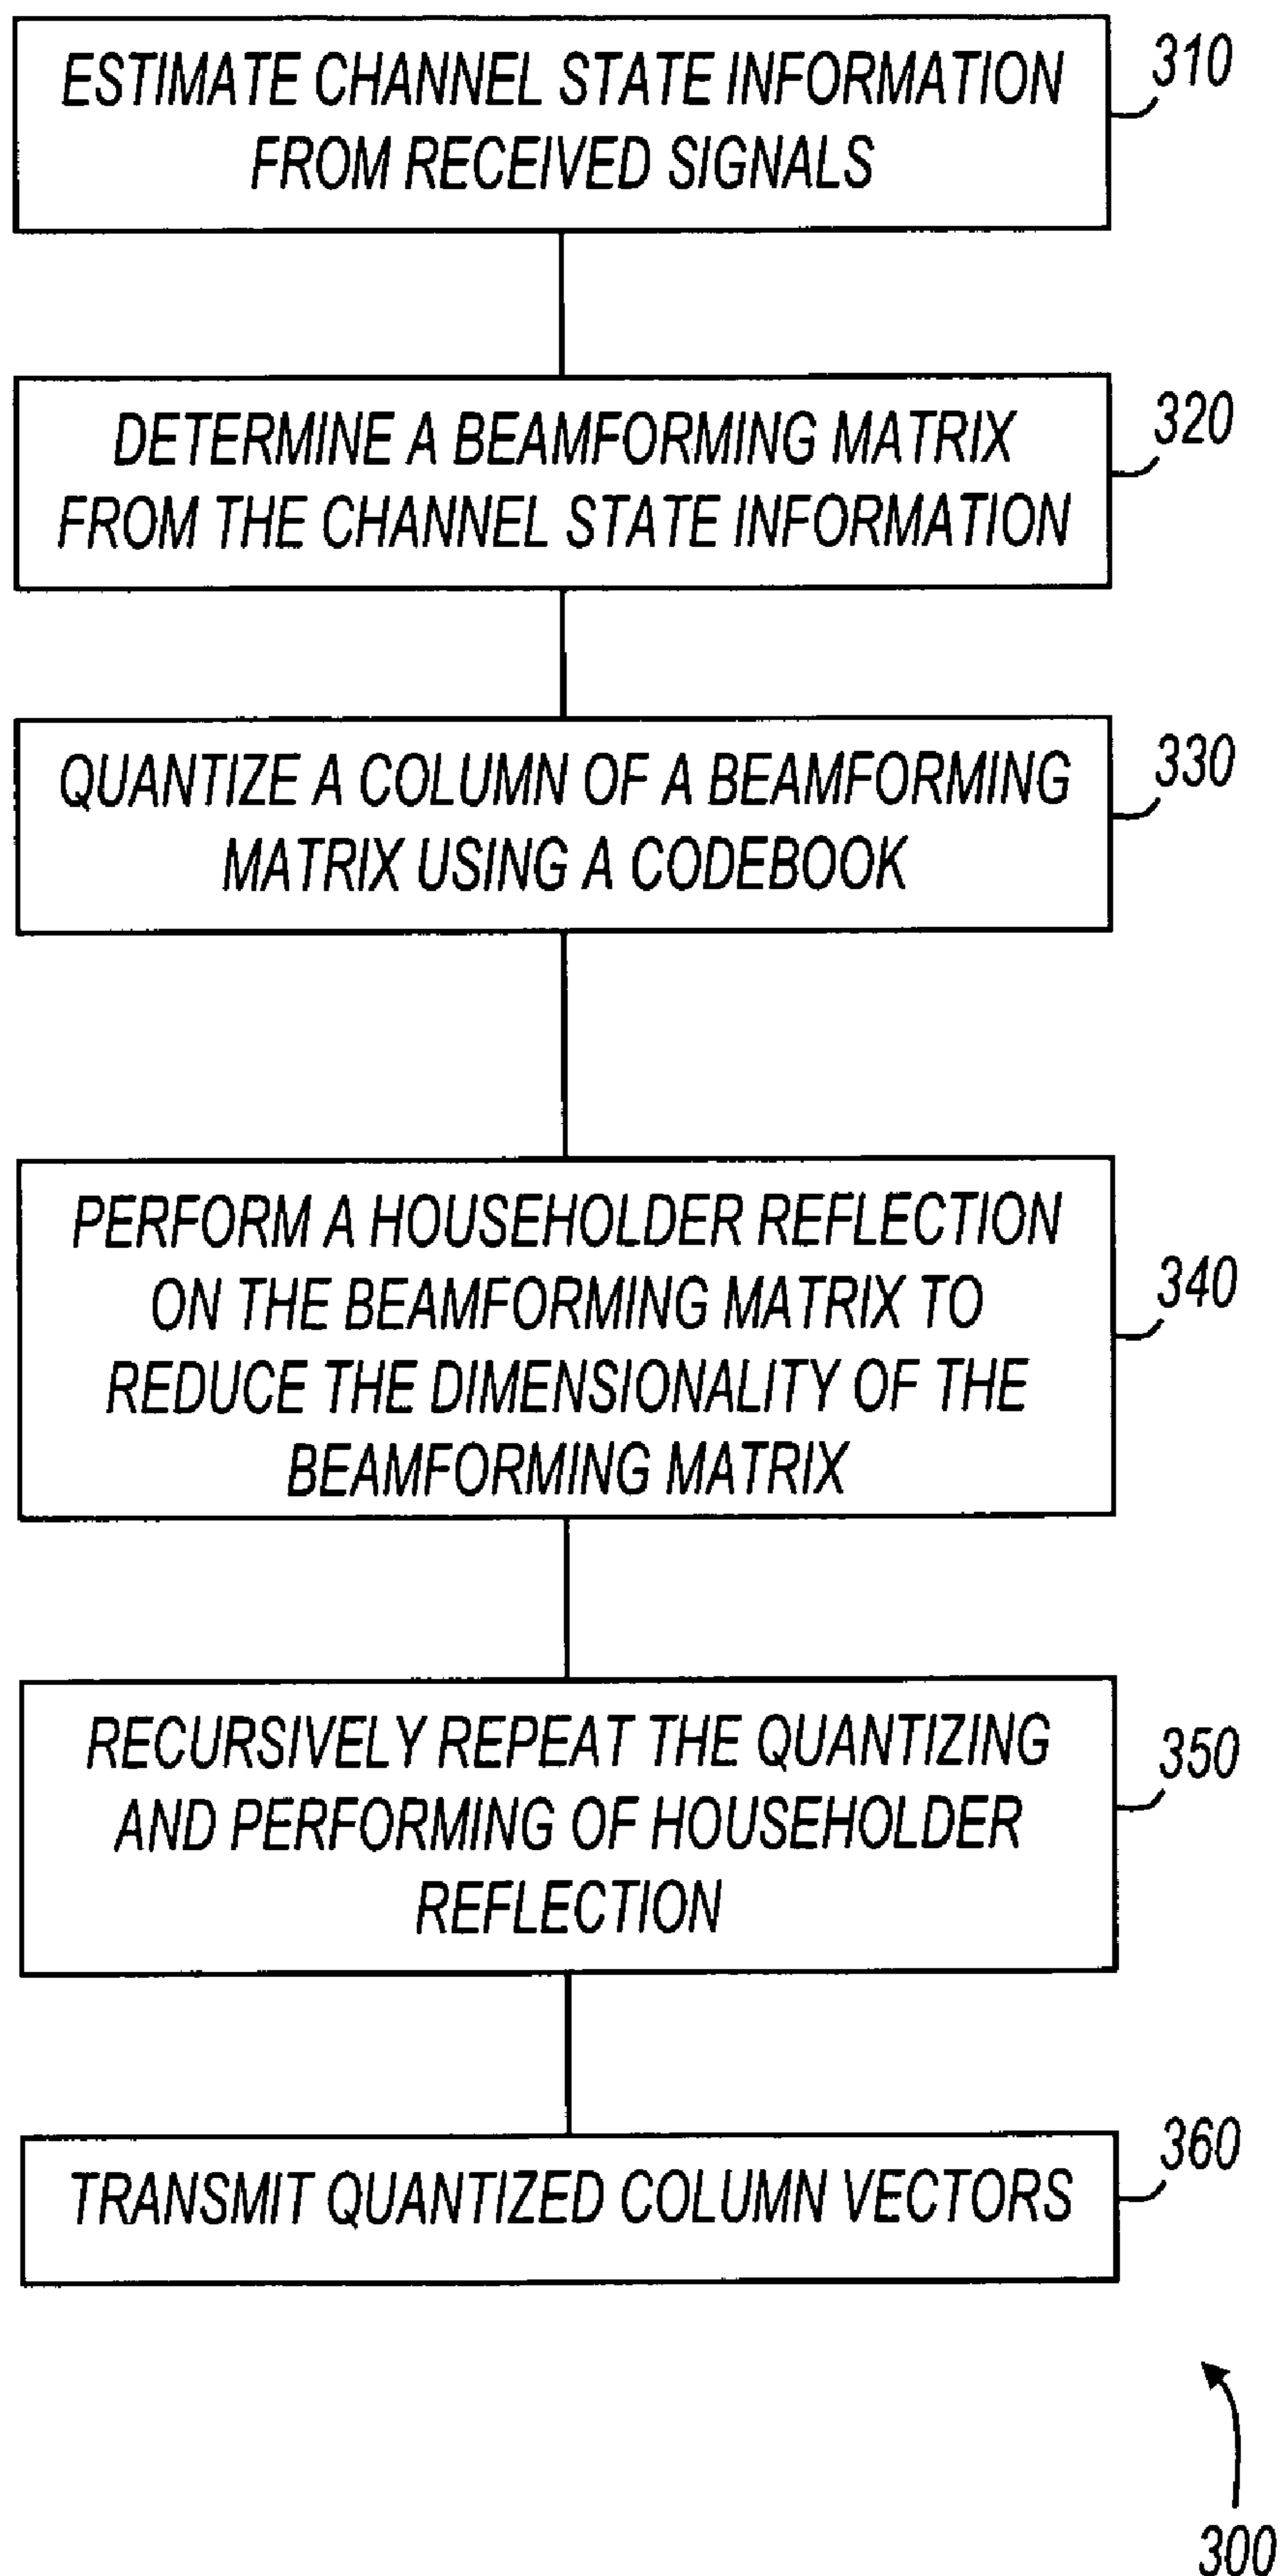 ESTIMATE CHANNEL STATE INFORMATION
FROM RECEIVED SIGNALS
310
DETERMINE A BEAMFORMING MATRIX
FROM THE CHANNEL STATE INFORMATION
320
QUANTIZE A COLUMN OF A BEAMFORMING
MATRIX USING A CODEBOOK
330
PERFORM A HOUSEHOLDER REFLECTION
ON THE BEAMFORMING MATRIX TO
REDUCE THE DIMENSIONALITY OF THE
BEAMFORMING MATRIX
340
RECURSIVELY REPEAT THE QUANTIZING
AND PERFORMING OF HOUSEHOLDER
REFLECTION
350
TRANSMIT QUANTIZED COLUMN VECTORS
360
300